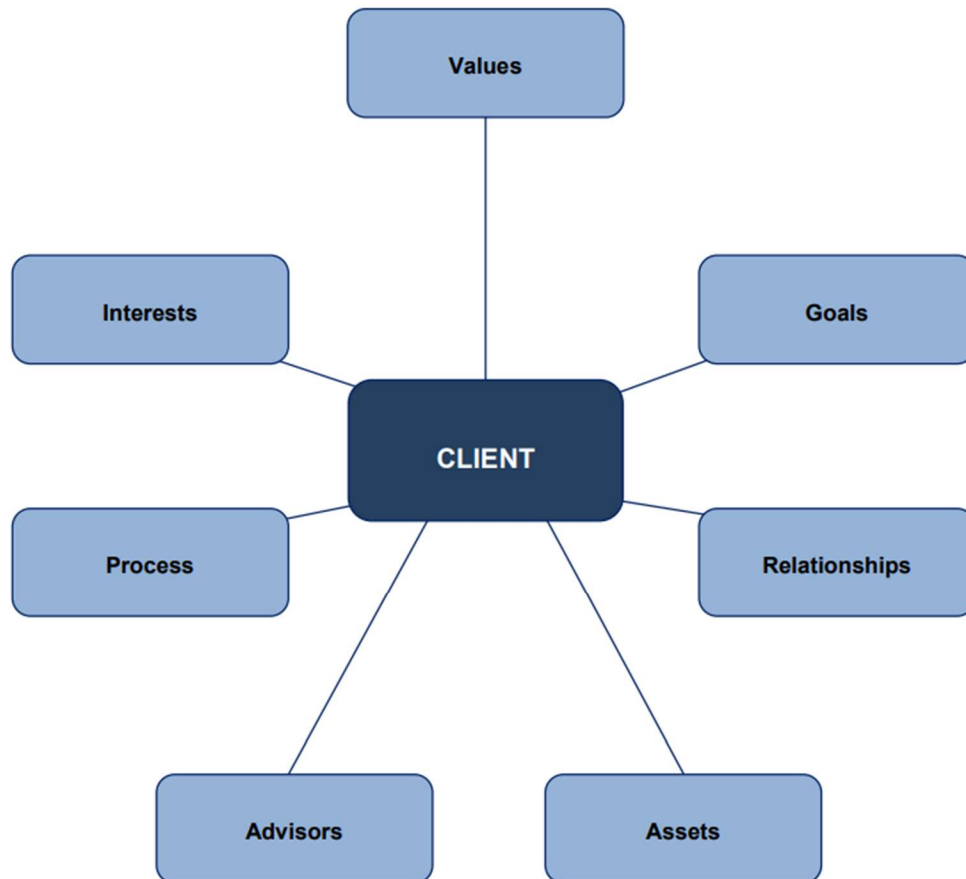 Values
Interests
Goals
CLIENT
Process
Relationships
Advisors
Assets